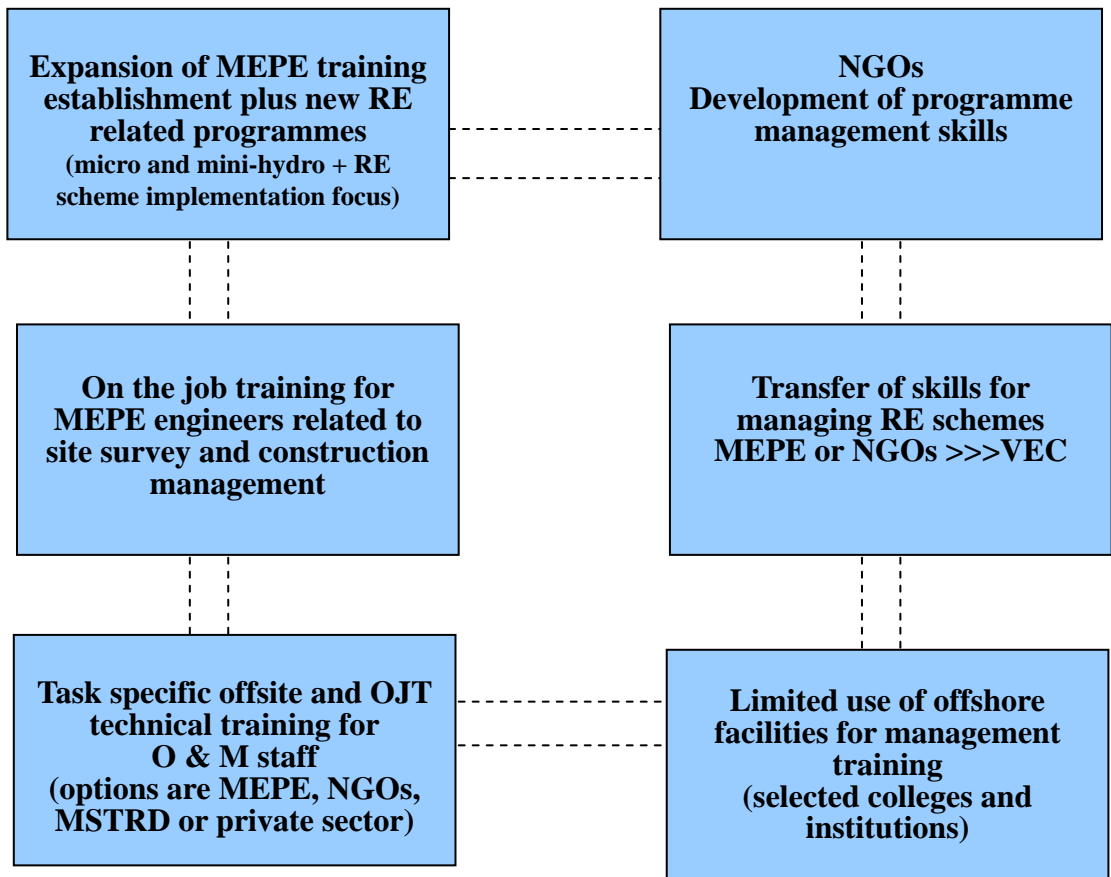 Expansion of MEPE training
establishment plus new RE
related programmes
(micro and mini-hydro + RE
scheme implementation focus)
NGOs
Development of programme
management skills
On the job training for
MEPE engineers related to
site survey and construction
management
Transfer of skills for
managing RE schemes
MEPE or NGOs >>>VEC
Task specific offsite and OJT
technical training for
O & M staff
(options are MEPE, NGOs,
MSTRD or private sector)
Limited use of offshore
facilities for management
training
(selected colleges and
institutions)